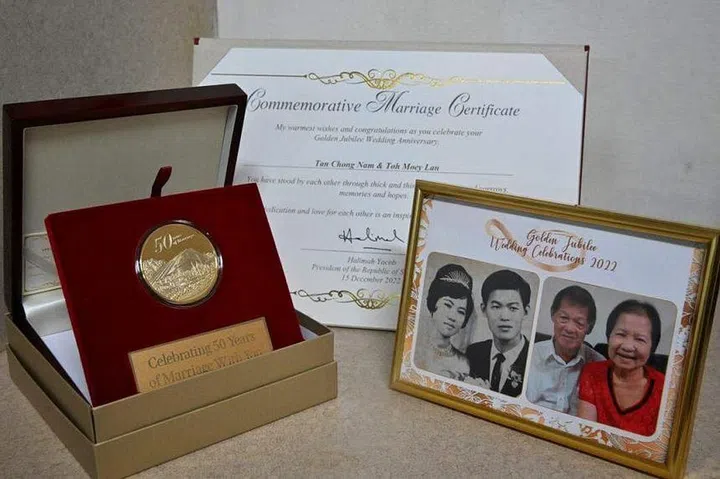 Commemorative Marriage Certificate
My warmest wishes and congratulations as you celebrate your
Golden Jubilee Wedding Anniversary.
Tan Chong Nam & Toh Moey Lan
You have stood by each other through thick and
memories and hopes.
and love for each other is an
Halimah Yacob
President of the Republic of
15 December 2022
50
Celebrating 50 Years
of Marriage With
Golden Jubilee
Wedding Celebrations 2022